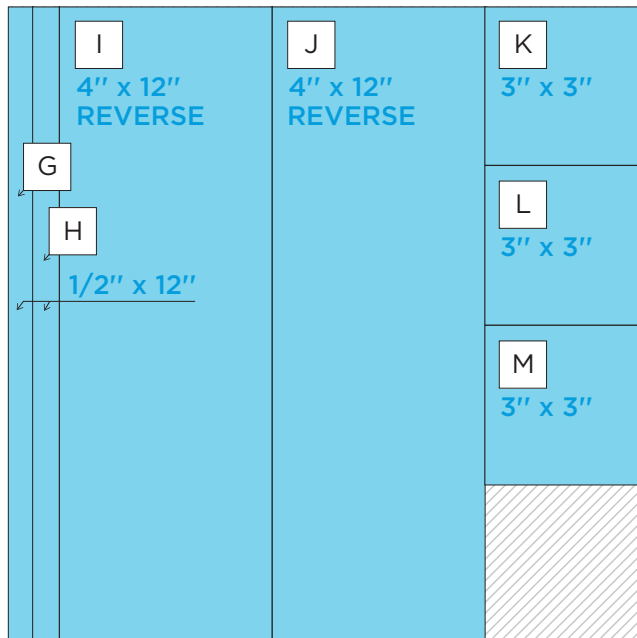 I
4" x 12"
REVERSE
J
4" x 12"
REVERSE
K
3" x 3"
G
H
1/2" x 12"
L
3" x 3"
M
3" x 3"